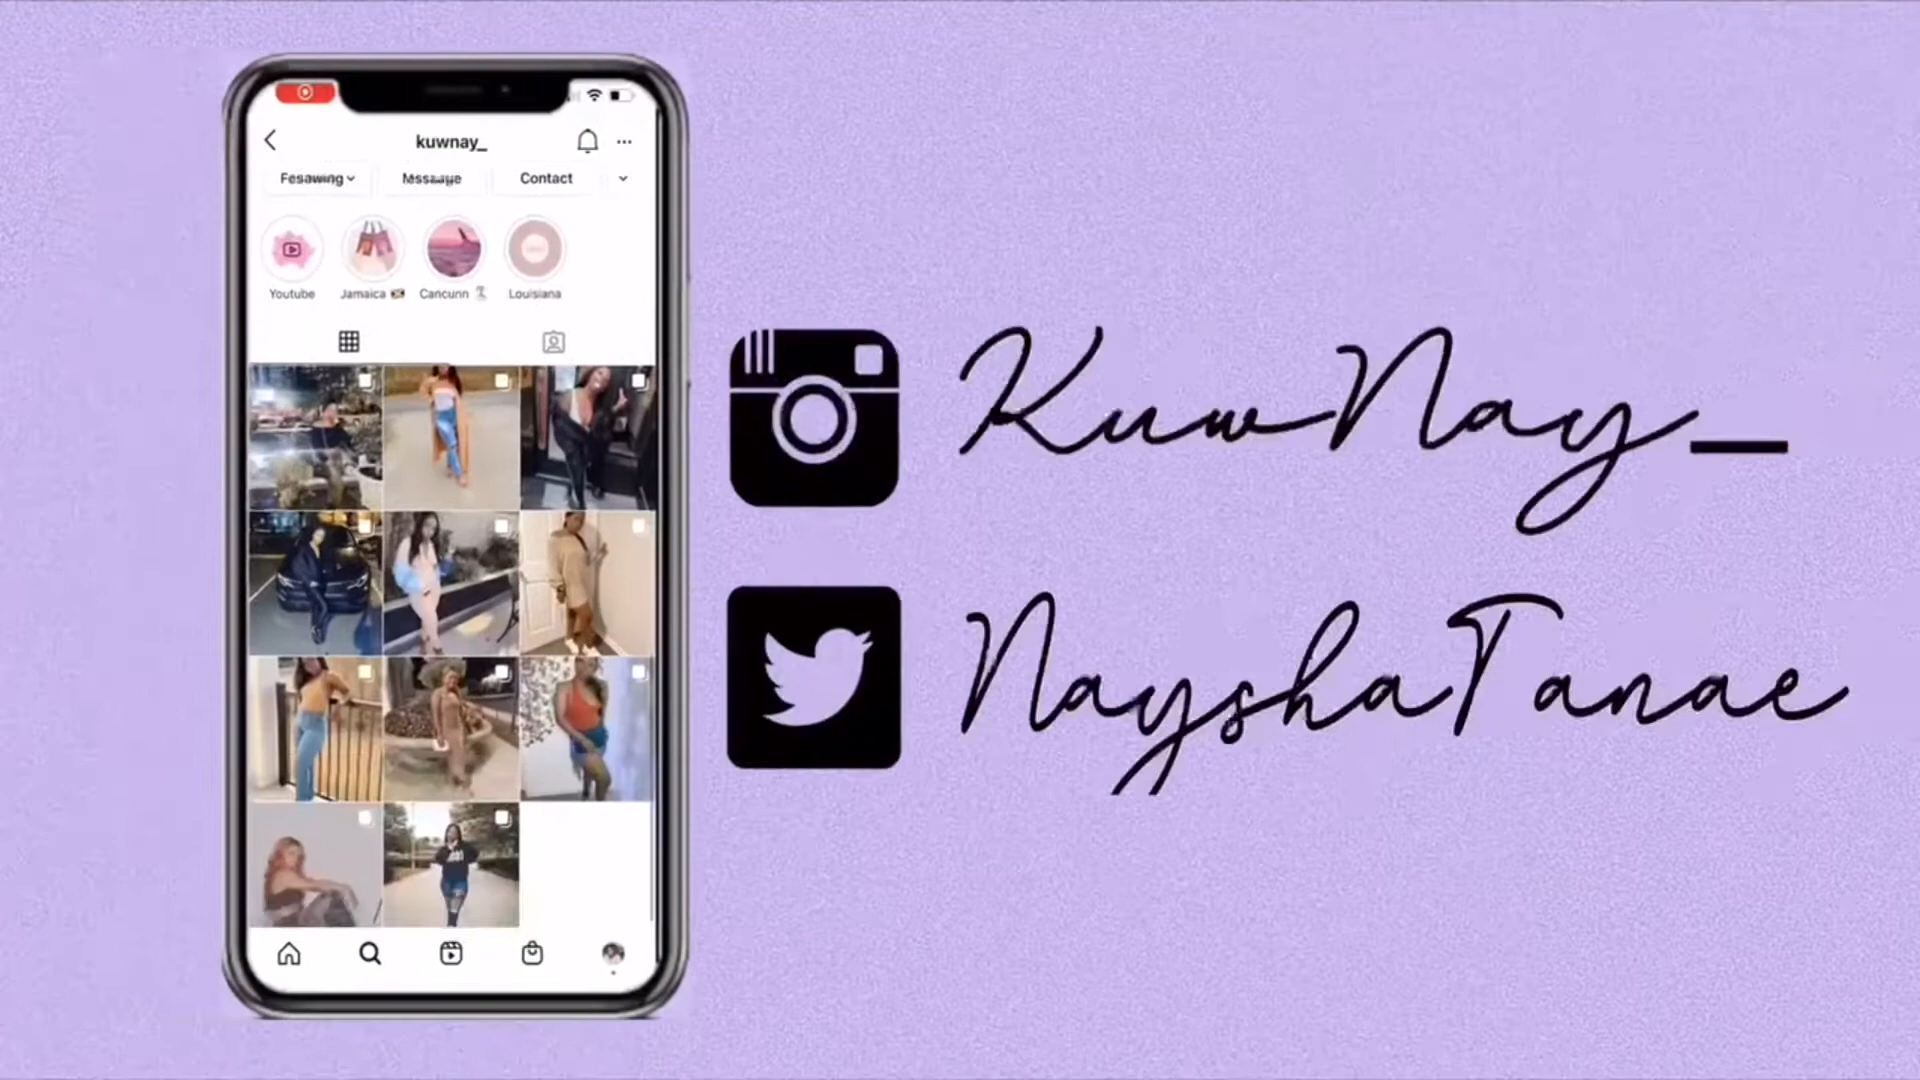 kuwnay_
Contact
Youtube
Jamaica
Cancunn
Louisiana
KuwNay_
NayshaTanae